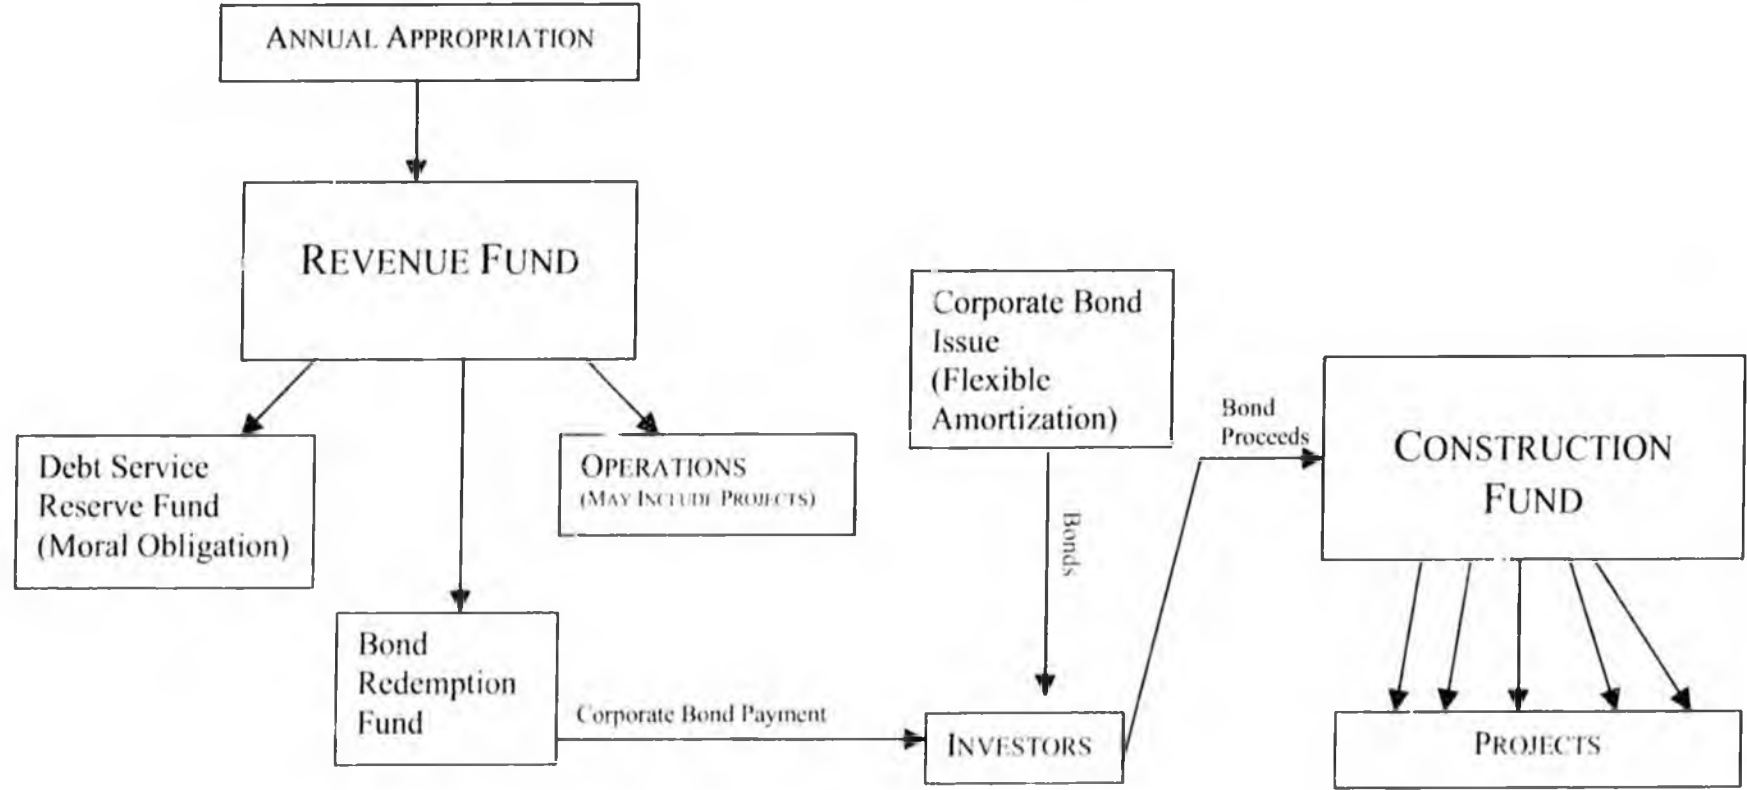 ANNUAL APPROPRIATION
REVENUE FUND
Debt Service
Reserve Fund
(Moral Obligation)
OPERATIONS
(MAY INCLUDE PROJECTS)
Bond
Redemption
Fund
Corporate Bond Payment
Corporate Bond
Issue
(Flexible
Amortization)
Bonds
INVESTORS
Bond
Proceeds
CONSTRUCTION
FUND
PROJECTS